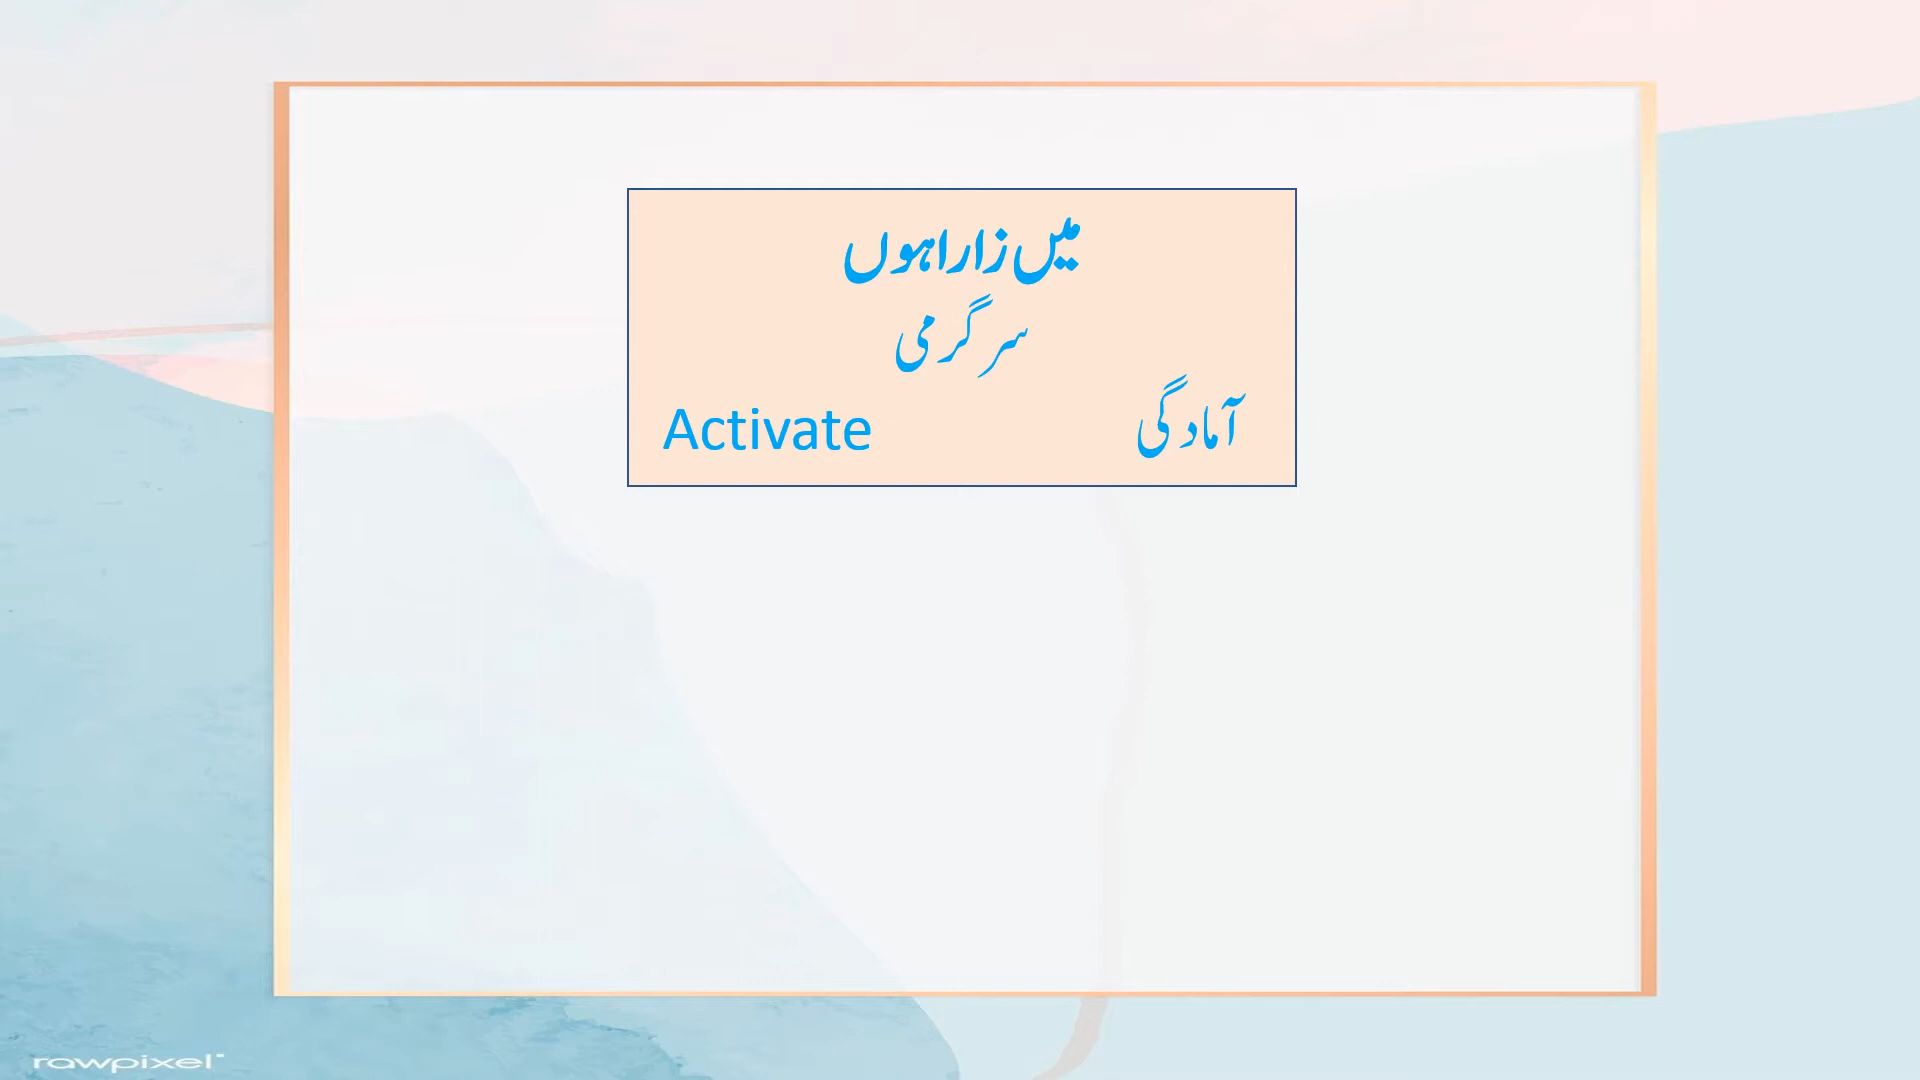 میں زارا ہوں
سرگرمی
آمادگی Activate
rawpixel